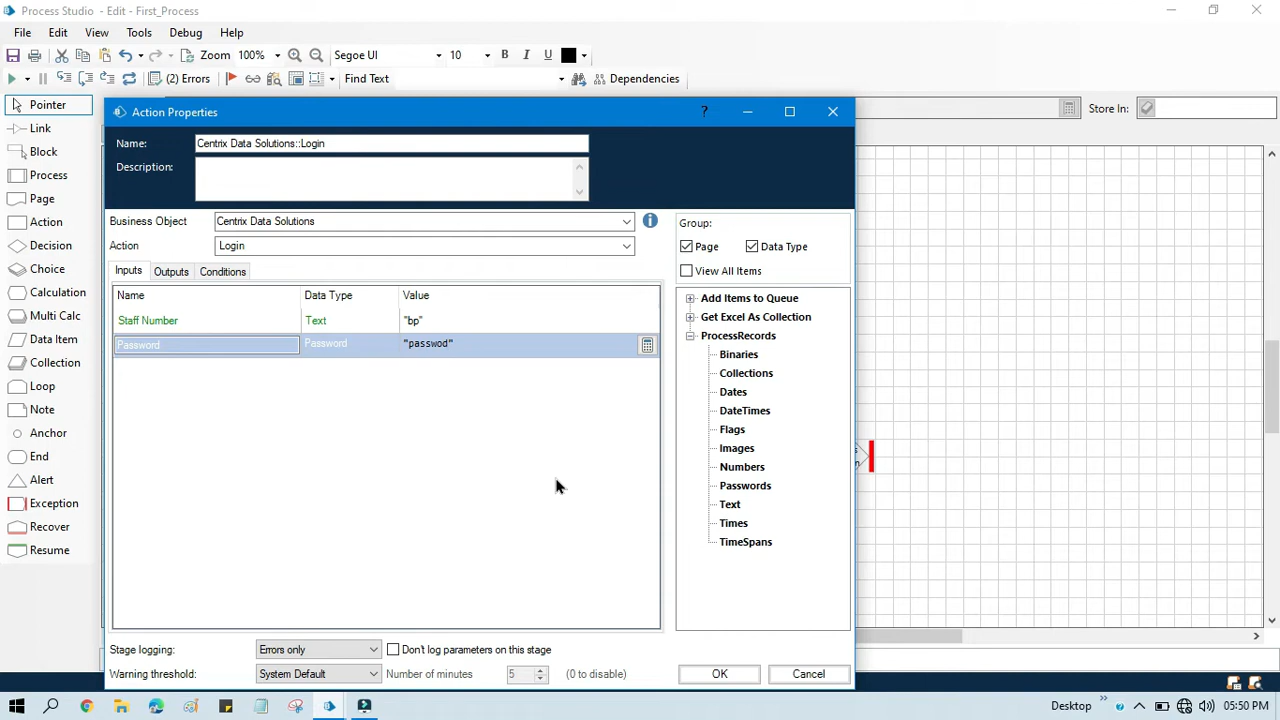 Process Studio - Edit - First_Process
File Edit View Tools Debug Help
Zoom 100% Segoe UI 10 B I U
(2) Errors Find Text Dependencies
Pointer
Link
Block
Process
Page
Action
Decision
Choice
Calculation
Multi Calc
Data Item
Collection
Loop
Note
Anchor
End
Alert
Exception
Recover
Resume
Store In:
Action Properties ?
Name: Centrix Data Solutions::Login
Description:
Business Object Centrix Data Solutions i
Action Login
Inputs Outputs Conditions
Name Data Type Value
Staff Number Text "bp"
Password Password "passwod"
Group:
Page Data Type
View All Items
Add Items to Queue
Get Excel As Collection
ProcessRecords
Binaries
Collections
Dates
DateTimes
Flags
Images
Numbers
Passwords
Text
Times
TimeSpans
Stage logging: Errors only Don't log parameters on this stage
Warning threshold: System Default Number of minutes 5 (0 to disable)
OK Cancel
Desktop 05:50 PM